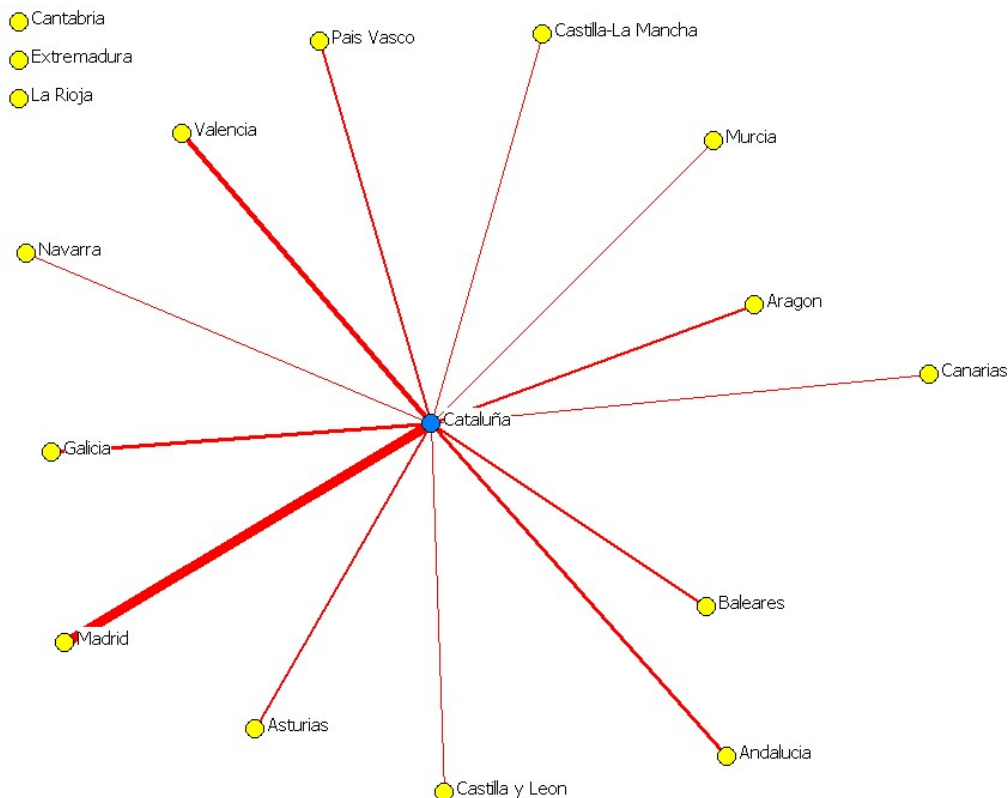 Cantabria
Pais Vasco
Castilla-La Mancha
Extremadura
La Rioja
Valencia
Murcia
Navarra
Aragon
Canarias
Cataluña
Galicia
Baleares
Madrid
Asturias
Andalucia
Castilla y Leon